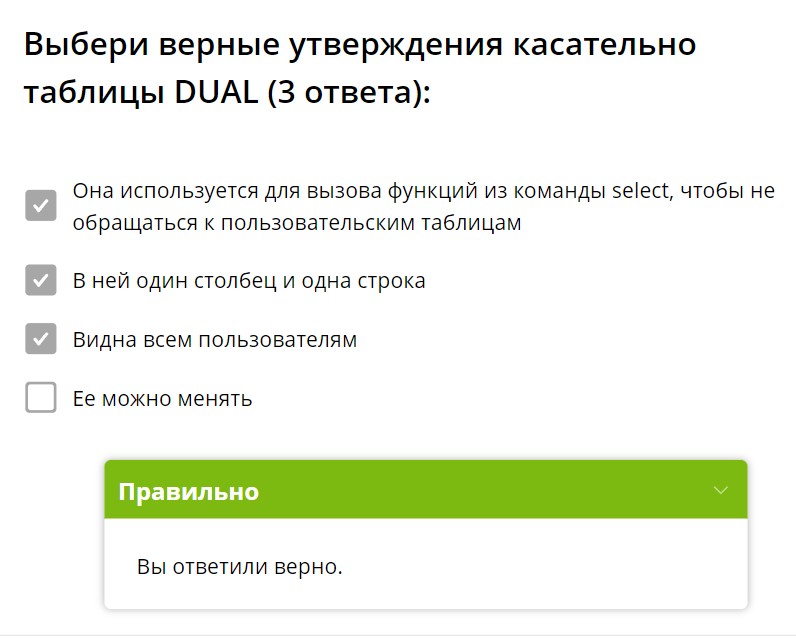 Выбери верные утверждения касательно
таблицы DUAL (3 ответа):
Она используется для вызова функций из команды select, чтобы не
обращаться к пользовательским таблицам
В ней один столбец и одна строка
Видна всем пользователям
Ее можно менять
Правильно
Вы ответили верно.